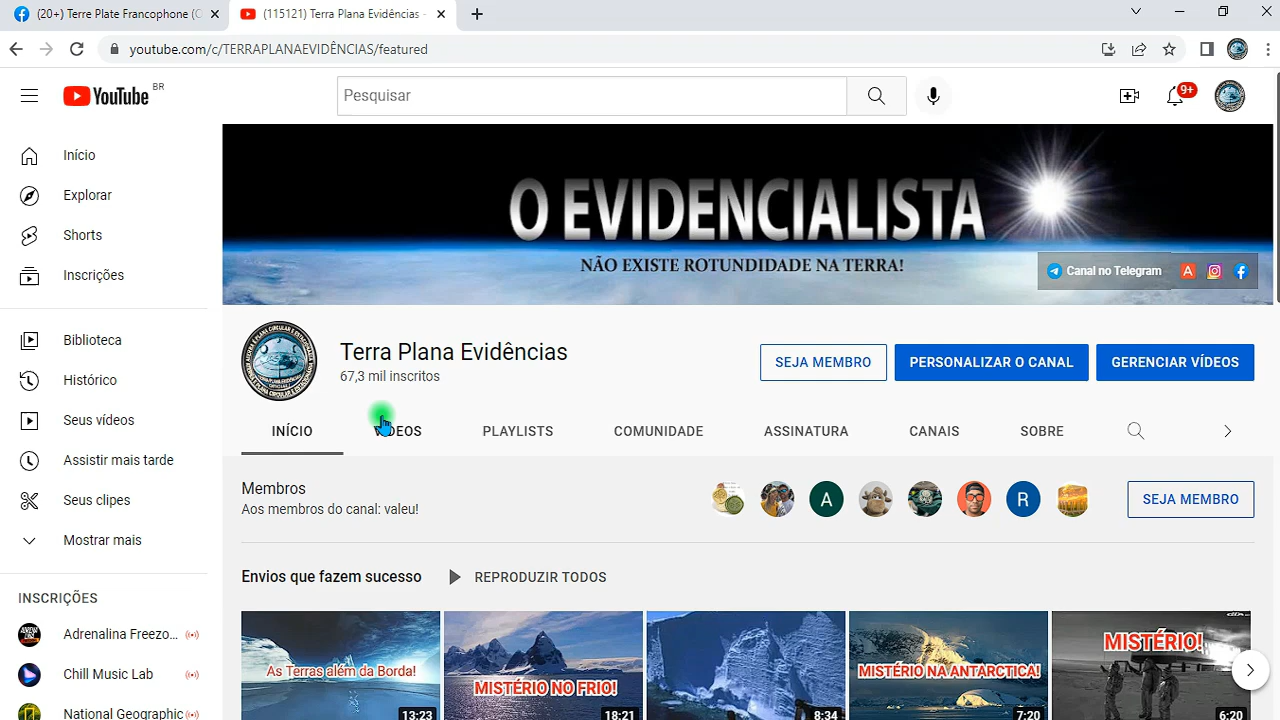 (20+) Terre Plate Francophone (O
(115121) Terra Plana Evidências -
youtube.com/c/TERRAPLANAEVIDÊNCIAS/featured
YouTube BR
Pesquisar
9+
Início
Explorar
Shorts
Inscrições
Biblioteca
Histórico
Seus vídeos
Assistir mais tarde
Seus clipes
Mostrar mais
INSCRIÇÕES
Adrenalina Freezo...
Chill Music Lab
National Geographic
O EVIDENCIALISTA
NÃO EXISTE ROTUNDIDADE NA TERRA!
Canal no Telegram
Terra Plana Evidências
67,3 mil inscritos
SEJA MEMBRO
PERSONALIZAR O CANAL
GERENCIAR VÍDEOS
INÍCIO
VÍDEOS
PLAYLISTS
COMUNIDADE
ASSINATURA
CANAIS
SOBRE
Membros
Aos membros do canal: valeu!
A
R
SEJA MEMBRO
Envios que fazem sucesso
REPRODUZIR TODOS
As Terras além da Borda!
13:23
MISTÉRIO NO FRIO!
18:21
8:34
MISTÉRIO NA ANTARCTICA!
7:20
MISTÉRIO!
6:20